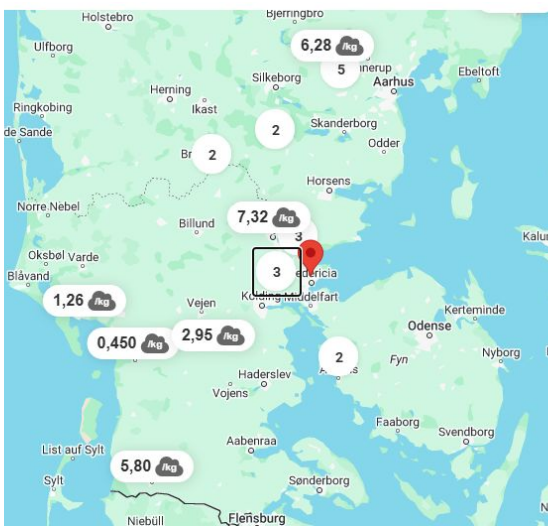 Holstebro
Bjerringbro
Ulfborg
6,28 /kg
nnerup
5
Aarhus
Ebeltoft
Silkeborg
Herning
Ikast
Ringkobing
2
Skanderborg
de Sande
Odder
Br
2
Horsens
Norre Nebel
7,32 /kg
Billund
3
Kalu
Oksbøl
Varde
3
edericia
Blåvand
1,26 /kg
Vejen
Kolding
Middelfart
Kerteminde
0,450 /kg
2,95 /kg
Odense
2
Fyn
Nyborg
Haderslev
Vojens
Faaborg
Svendborg
List auf Sylt
Aabenraa
5,80 /kg
Sylt
Sønderborg
Niebüll
Flensburg